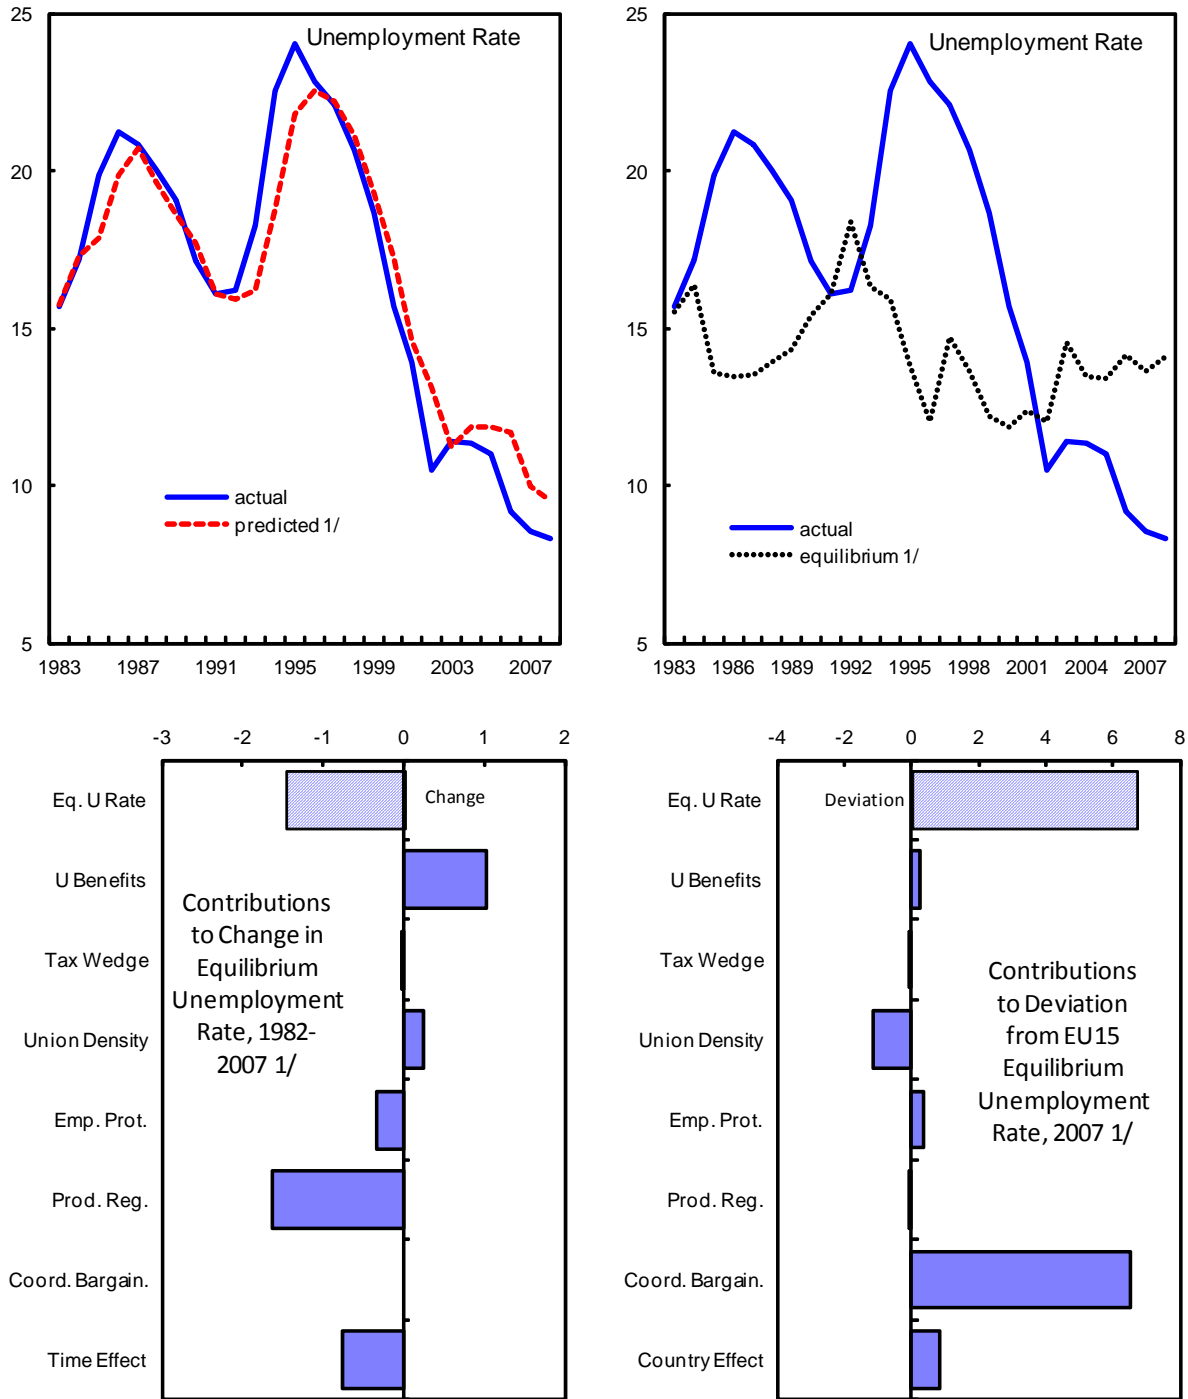 Unemployment Rate
25
20
15
10
5
actual
predicted 1/
1983 1987 1991 1995 1999 2003 2007
Unemployment Rate
25
20
15
10
5
actual
equilibrium 1/
1983 1986 1989 1992 1995 1998 2001 2004 2007
-3 -2 -1 0 1 2
Eq. U Rate
Change
U Benefits
Tax Wedge
Union Density
Emp. Prot.
Prod. Reg.
Coord. Bargain.
Time Effect
Contributions
to Change in
Equilibrium
Unemployment
Rate, 1982-
2007 1/
-4 -2 0 2 4 6 8
Eq. U Rate
Deviation
U Benefits
Tax Wedge
Union Density
Emp. Prot.
Prod. Reg.
Coord. Bargain.
Country Effect
Contributions
to Deviation
from EU15
Equilibrium
Unemployment
Rate, 2007 1/